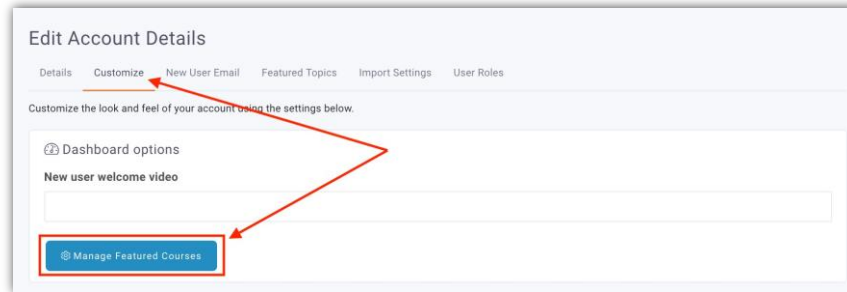 Edit Account Details
Details Customize New User Email Featured Topics Import Settings User Roles
Customize the look and feel of your account using the settings below.
Dashboard options
New user welcome video
Manage Featured Courses